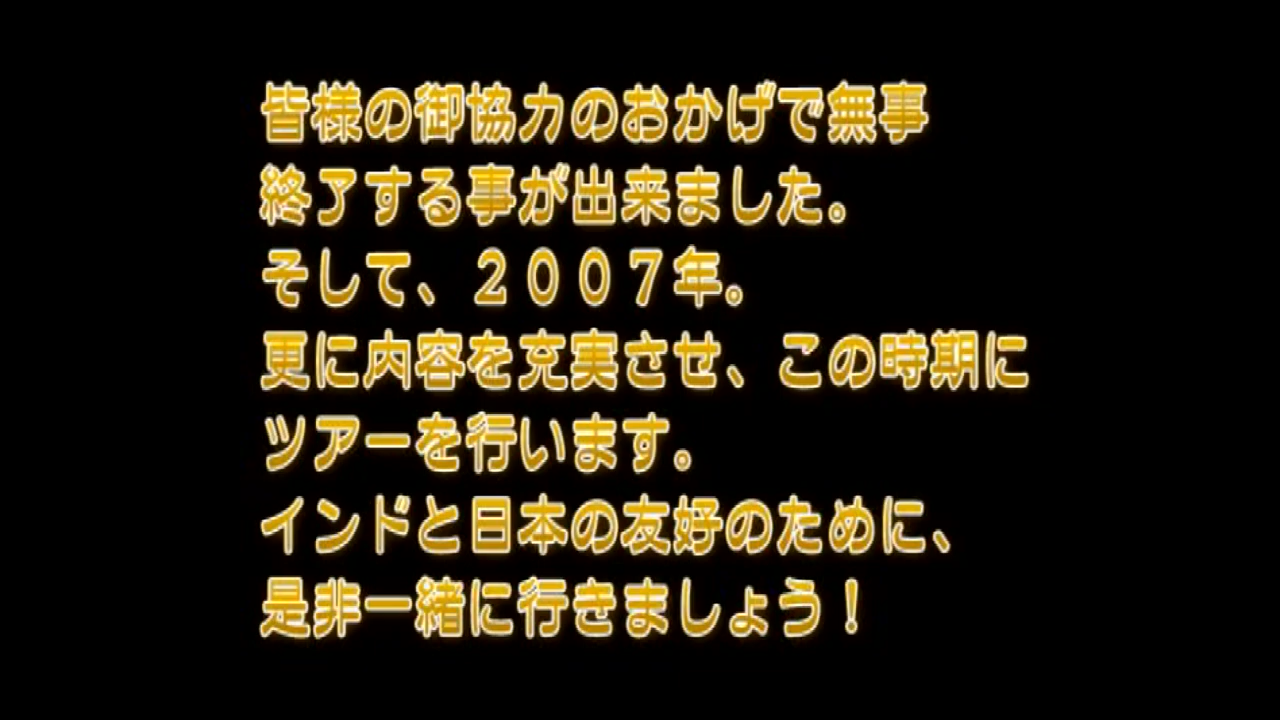 皆様の御協力のおかげで無事
終了する事が出来ました。
そして、２００７年。
更に内容を充実させ、この時期に
ツアーを行います。
インドと日本の友好のために、
是非一緒に行きましょう！